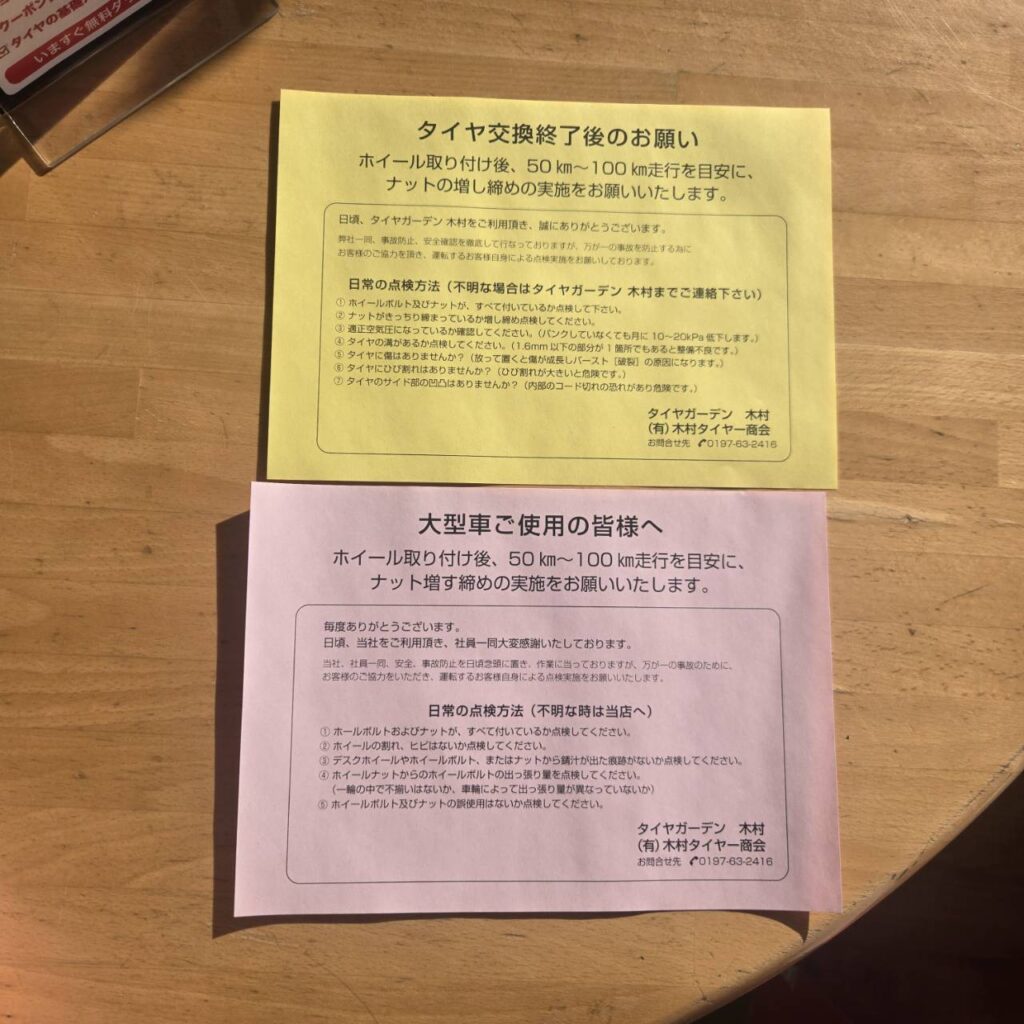 クーポン
タイヤの基礎
いますぐ無料ダ
タイヤ交換終了後のお願い
ホイール取り付け後、50㎞～100㎞走行を目安に、
ナットの増し締めの実施をお願いいたします。
日頃、タイヤガーデン 木村をご利用頂き、誠にありがとうございます。
弊社一同、事故防止、安全確認を徹底して行なっておりますが、万が一の事故を防止する為に
お客様のご協力を頂き、運転するお客様自身による点検実施をお願いしております。
日常の点検方法（不明な場合はタイヤガーデン 木村までご連絡下さい）
① ホイールボルト及びナットが、すべて付いているか点検して下さい。
② ナットがきっちり締まっているか増し締め点検してください。
③ 適正空気圧になっているか確認してください。（パンクしていなくても月に 10～20kPa 低下します。）
④ タイヤの溝があるか点検してください。（1.6mm 以下の部分が 1 箇所でもあると整備不良です。）
⑤ タイヤに傷はありませんか？（放って置くと傷が成長しバースト［破裂］の原因になります。）
⑥ タイヤにひび割れはありませんか？（ひび割れが大きいと危険です。）
⑦ タイヤのサイド部の凹凸はありませんか？（内部のコード切れの恐れがあり危険です。）
タイヤガーデン 木村
（有）木村タイヤー商会
お問合せ先 ✆0197-63-2416
大型車ご使用の皆様へ
ホイール取り付け後、50㎞～100㎞走行を目安に、
ナット増す締めの実施をお願いいたします。
毎度ありがとうございます。
日頃、当社をご利用頂き、社員一同大変感謝いたしております。
当社、社員一同、安全、事故防止を日頃念頭に置き、作業に当っておりますが、万が一の事故のために、
お客様のご協力をいただき、運転するお客様自身による点検実施をお願いいたします。
日常の点検方法（不明な時は当店へ）
① ホールボルトおよびナットが、すべて付いているか点検してください。
② ホイールの割れ、ヒビはないか点検してください。
③ デスクホイールやホイールボルト、またはナットから錆汁が出た痕跡がないか点検してください。
④ ホイールナットからのホイールボルトの出っ張り量を点検してください。
（一輪の中で不揃いはないか、車輪によって出っ張り量が異なっていないか）
⑤ ホイールボルト及びナットの誤使用はないか点検してください。
タイヤガーデン 木村
（有）木村タイヤー商会
お問合せ先 ✆0197-63-2416